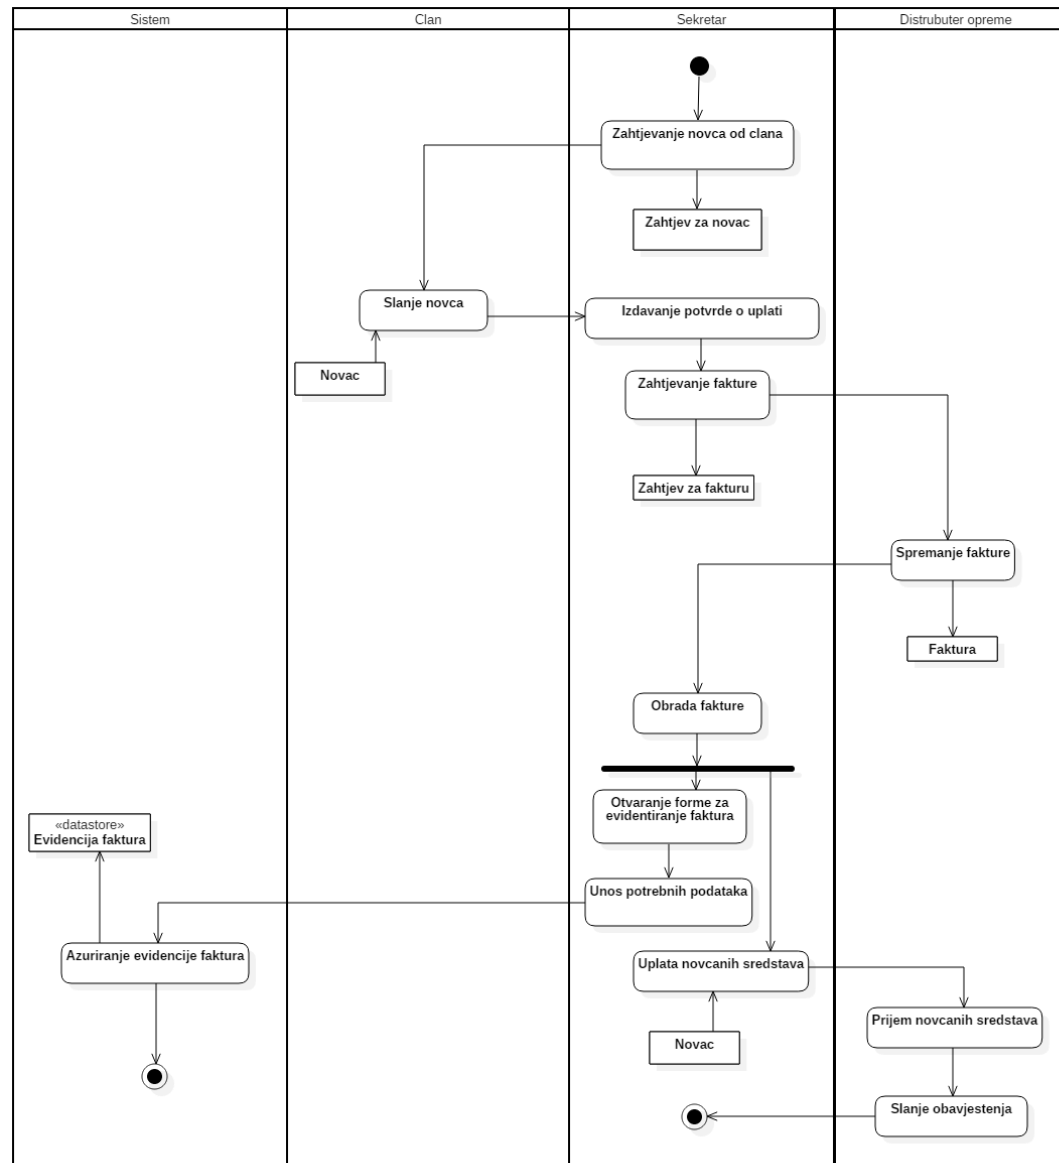 Sistem
Clan
Sekretar
Distrubuter opreme
Zahtjevanje novca od clana
Zahtjev za novac
Slanje novca
Izdavanje potvrde o uplati
Novac
Zahtjevanje fakture
Zahtjev za fakturu
Spremanje fakture
Faktura
Obrada fakture
Otvaranje forme za
evidentiranje faktura
«datastore»
Evidencija faktura
Unos potrebnih podataka
Azuriranje evidencije faktura
Uplata novcanih sredstava
Prijem novcanih sredstava
Novac
Slanje obavjestenja